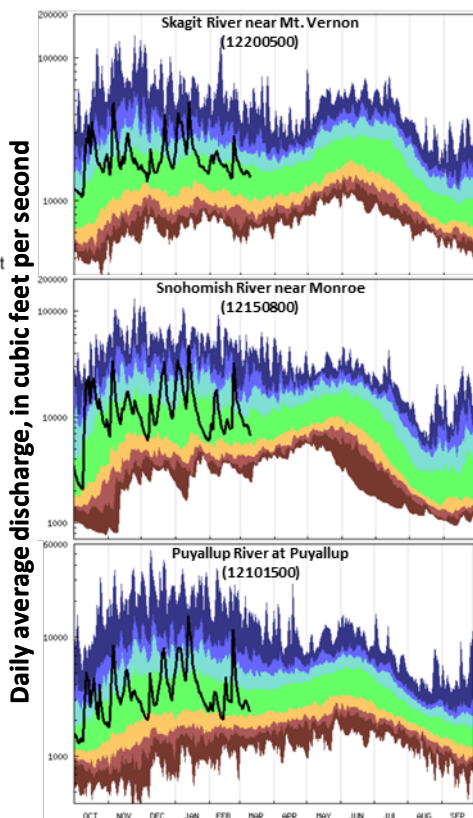 Daily average discharge, in cubic feet per second
Skagit River near Mt. Vernon
(12200500)
200000
100000
10000
Snohomish River near Monroe
(12150800)
200000
100000
10000
1000
Puyallup River at Puyallup
(12101500)
60000
10000
1000
OCT NOV DEC JAN FEB MAR APR MAY JUN JUL AUG SEP